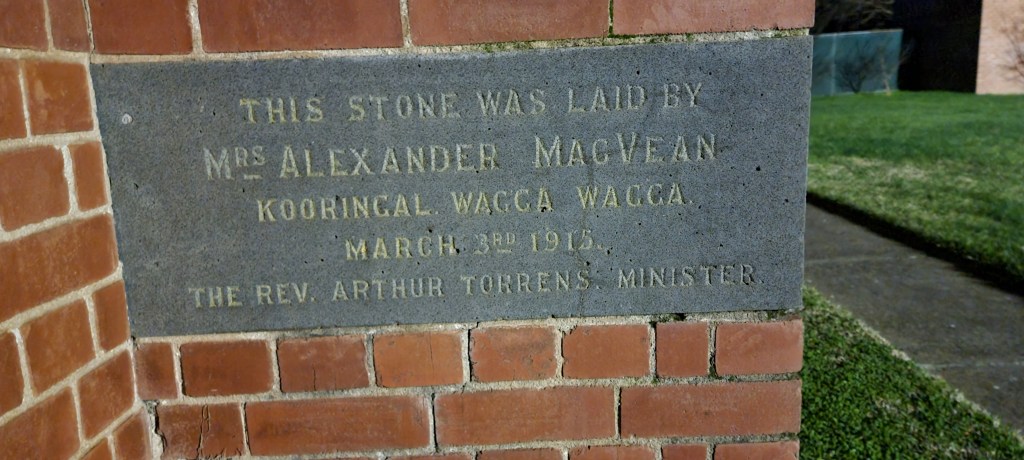 THIS STONE WAS LAID BY
MRS ALEXANDER MACVEAN
KOORINGAL. WAGGA WAGGA.
MARCH. 3RD 1915.
THE REV. ARTHUR TORRENS. MINISTER.